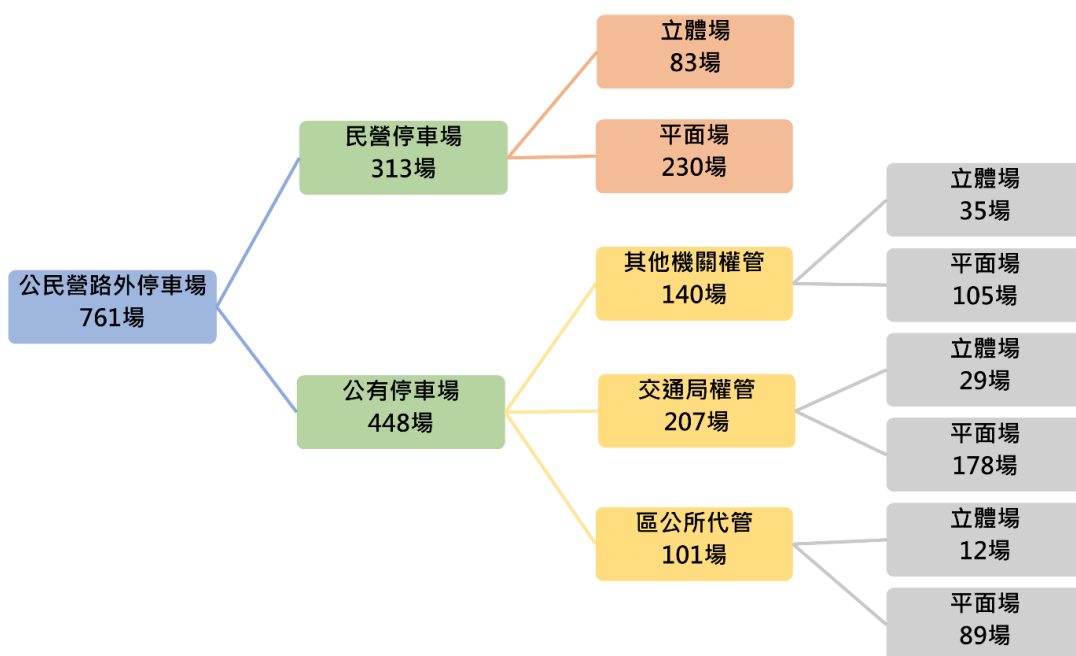 公民營路外停車場
761場
民營停車場
313場
立體場
83場
平面場
230場
公有停車場
448場
其他機關權管
140場
立體場
35場
平面場
105場
交通局權管
207場
立體場
29場
平面場
178場
區公所代管
101場
立體場
12場
平面場
89場